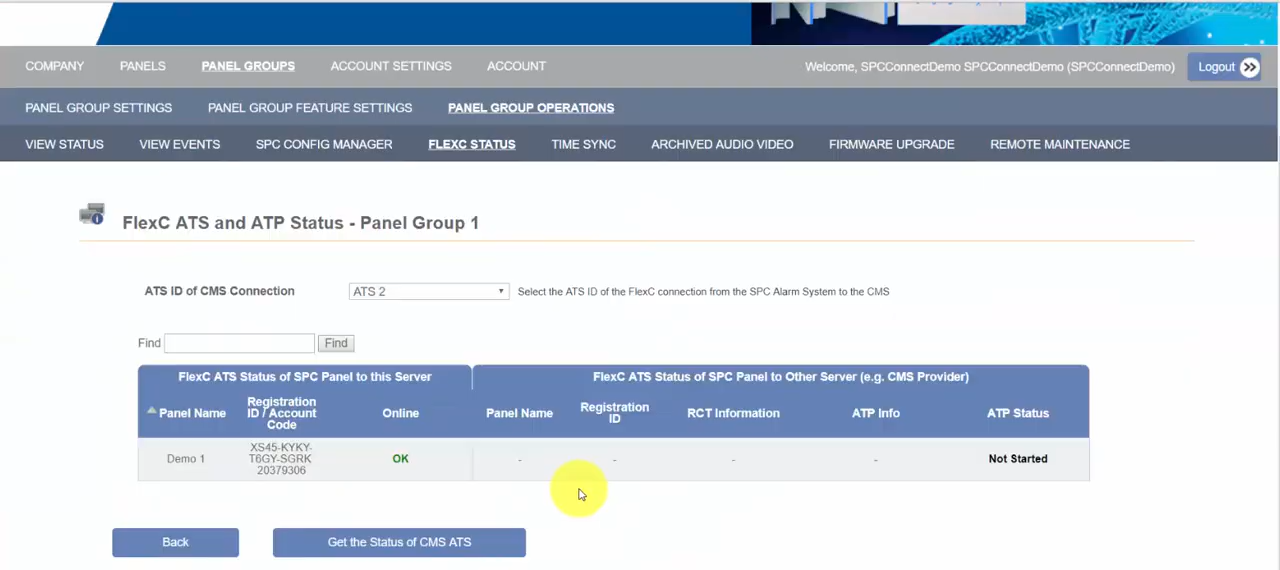 COMPANY PANELS PANEL GROUPS ACCOUNT SETTINGS ACCOUNT Welcome, SPCConnectDemo SPCConnectDemo (SPCConnectDemo) Logout
PANEL GROUP SETTINGS PANEL GROUP FEATURE SETTINGS PANEL GROUP OPERATIONS
VIEW STATUS VIEW EVENTS SPC CONFIG MANAGER FLEXC STATUS TIME SYNC ARCHIVED AUDIO VIDEO FIRMWARE UPGRADE REMOTE MAINTENANCE
FlexC ATS and ATP Status - Panel Group 1
ATS ID of CMS Connection ATS 2 Select the ATS ID of the FlexC connection from the SPC Alarm System to the CMS
Find Find
FlexC ATS Status of SPC Panel to this Server FlexC ATS Status of SPC Panel to Other Server (e.g. CMS Provider)
Panel Name
Registration
ID / Account
Code
Online
Panel Name
Registration
ID
RCT Information
ATP Info
ATP Status
Demo 1
XS45-KYKY-
T6GY-SGRK
20379306
OK
-
-
-
-
Not Started
Back Get the Status of CMS ATS